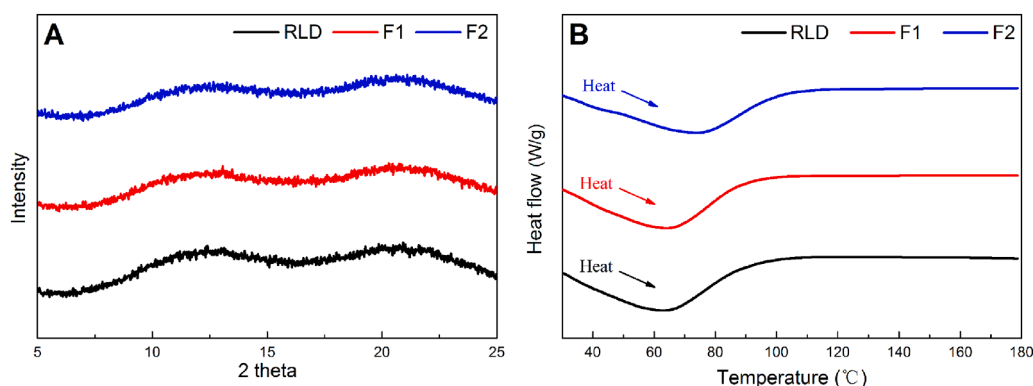 A
RLD F1 F2
Intensity
5 10 15 20 25
2 theta
B
RLD F1 F2
Heat
Heat
Heat
Heat flow (W/g)
40 60 80 100 120 140 160 180
Temperature (℃)